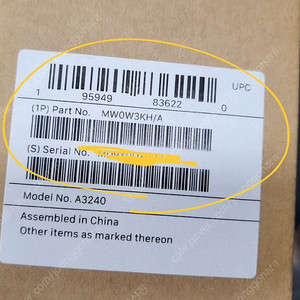 UPC
1 95949 83622 0
(1P) Part No. MW0W3KH/A
(S) Serial No.
Model No. A3240
Assembled in China
Other items as marked thereon